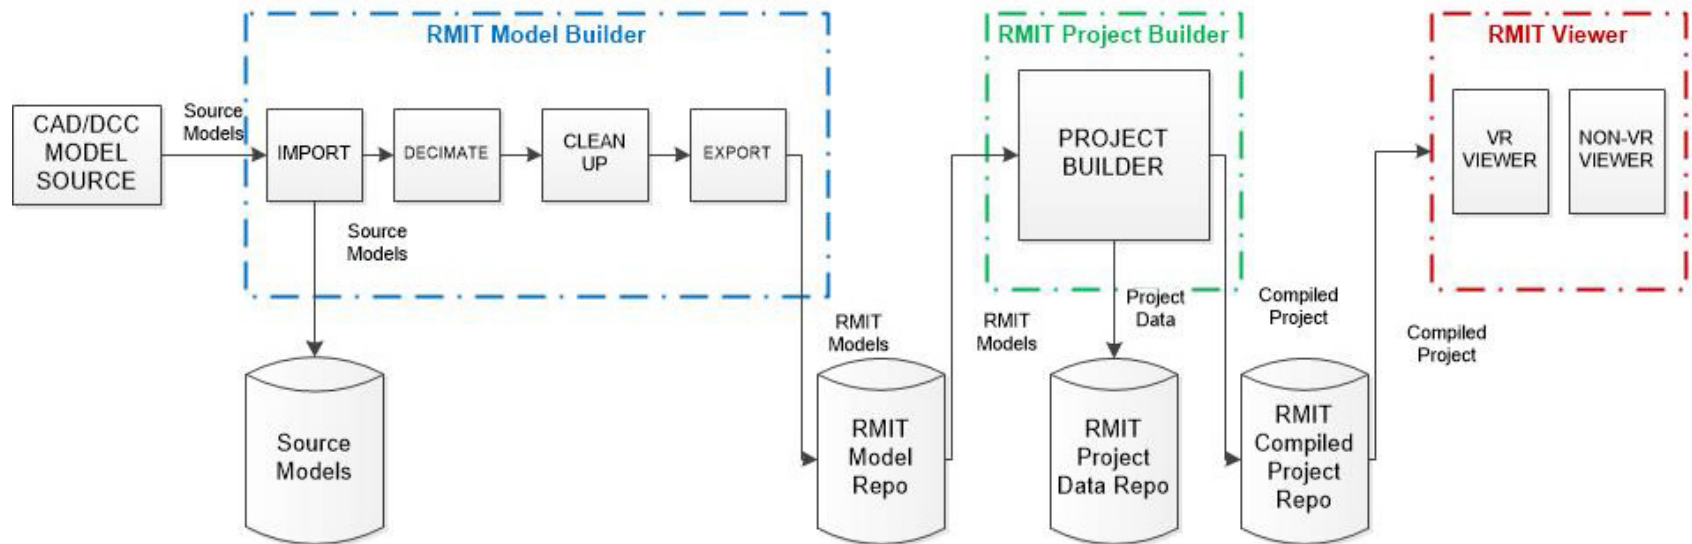 RMIT Model Builder
RMIT Project Builder
RMIT Viewer
CAD/DCC
MODEL
SOURCE
Source
Models
IMPORT
DECIMATE
CLEAN
UP
EXPORT
PROJECT
BUILDER
VR
VIEWER
NON-VR
VIEWER
Source
Models
RMIT
Models
RMIT
Models
Project
Data
Compiled
Project
Compiled
Project
Source
Models
RMIT
Model
Repo
RMIT
Project
Data Repo
RMIT
Compiled
Project
Repo